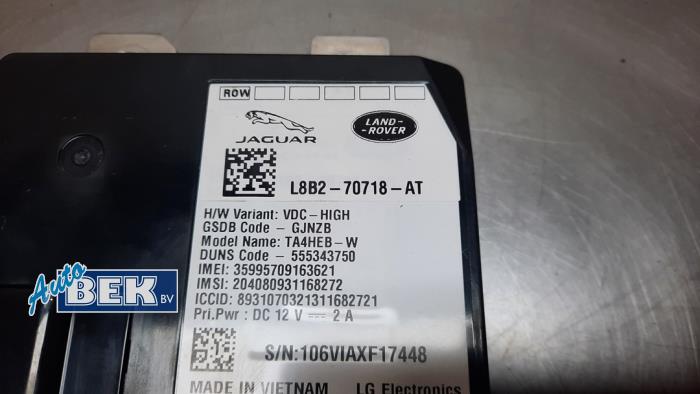 ROW
JAGUAR
LAND-
ROVER
L8B2-70718-AT
H/W Variant: VDC-HIGH
GSDB Code - GJNZB
Model Name: TA4HEB-W
DUNS Code - 555343750
IMEI: 35995709163621
IMSI: 204080931168272
ICCID: 8931070321311682721
Pri.Pwr : DC 12 V ⎓ 2 A
S/N:106VIAXF17448
MADE IN VIETNAM LG Electronics
Auto
BEK BV